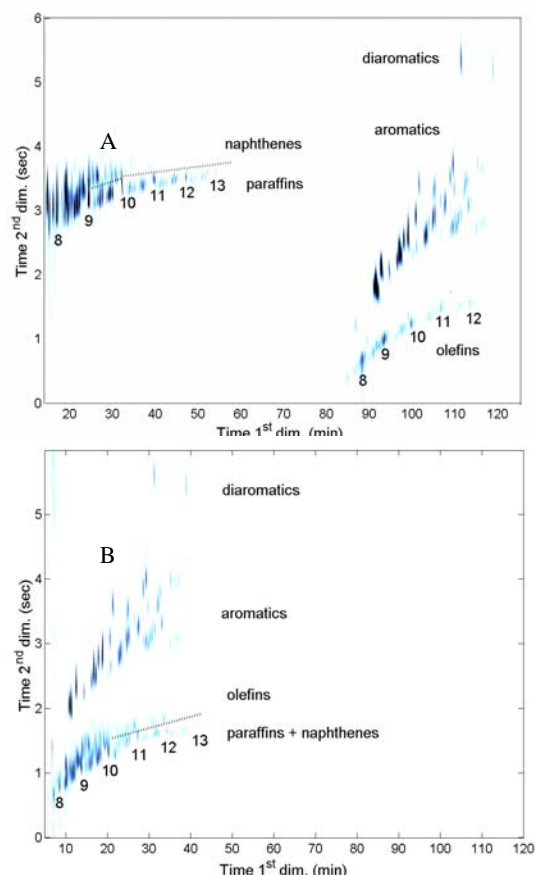 6
5
4
3
2
1
0
Time 2nd dim. (sec)
A
diaromatics
aromatics
naphthenes
paraffins
8
9
10
11
12
13
8
9
10
11
12
olefins
20 30 40 50 60 70 80 90 100 110 120
Time 1st dim. (min)
5
4
3
2
1
0
Time 2nd dim. (sec)
B
diaromatics
aromatics
olefins
paraffins + naphthenes
8
9
10
11
12
13
10 20 30 40 50 60 70 80 90 100 110 120
Time 1st dim. (min)